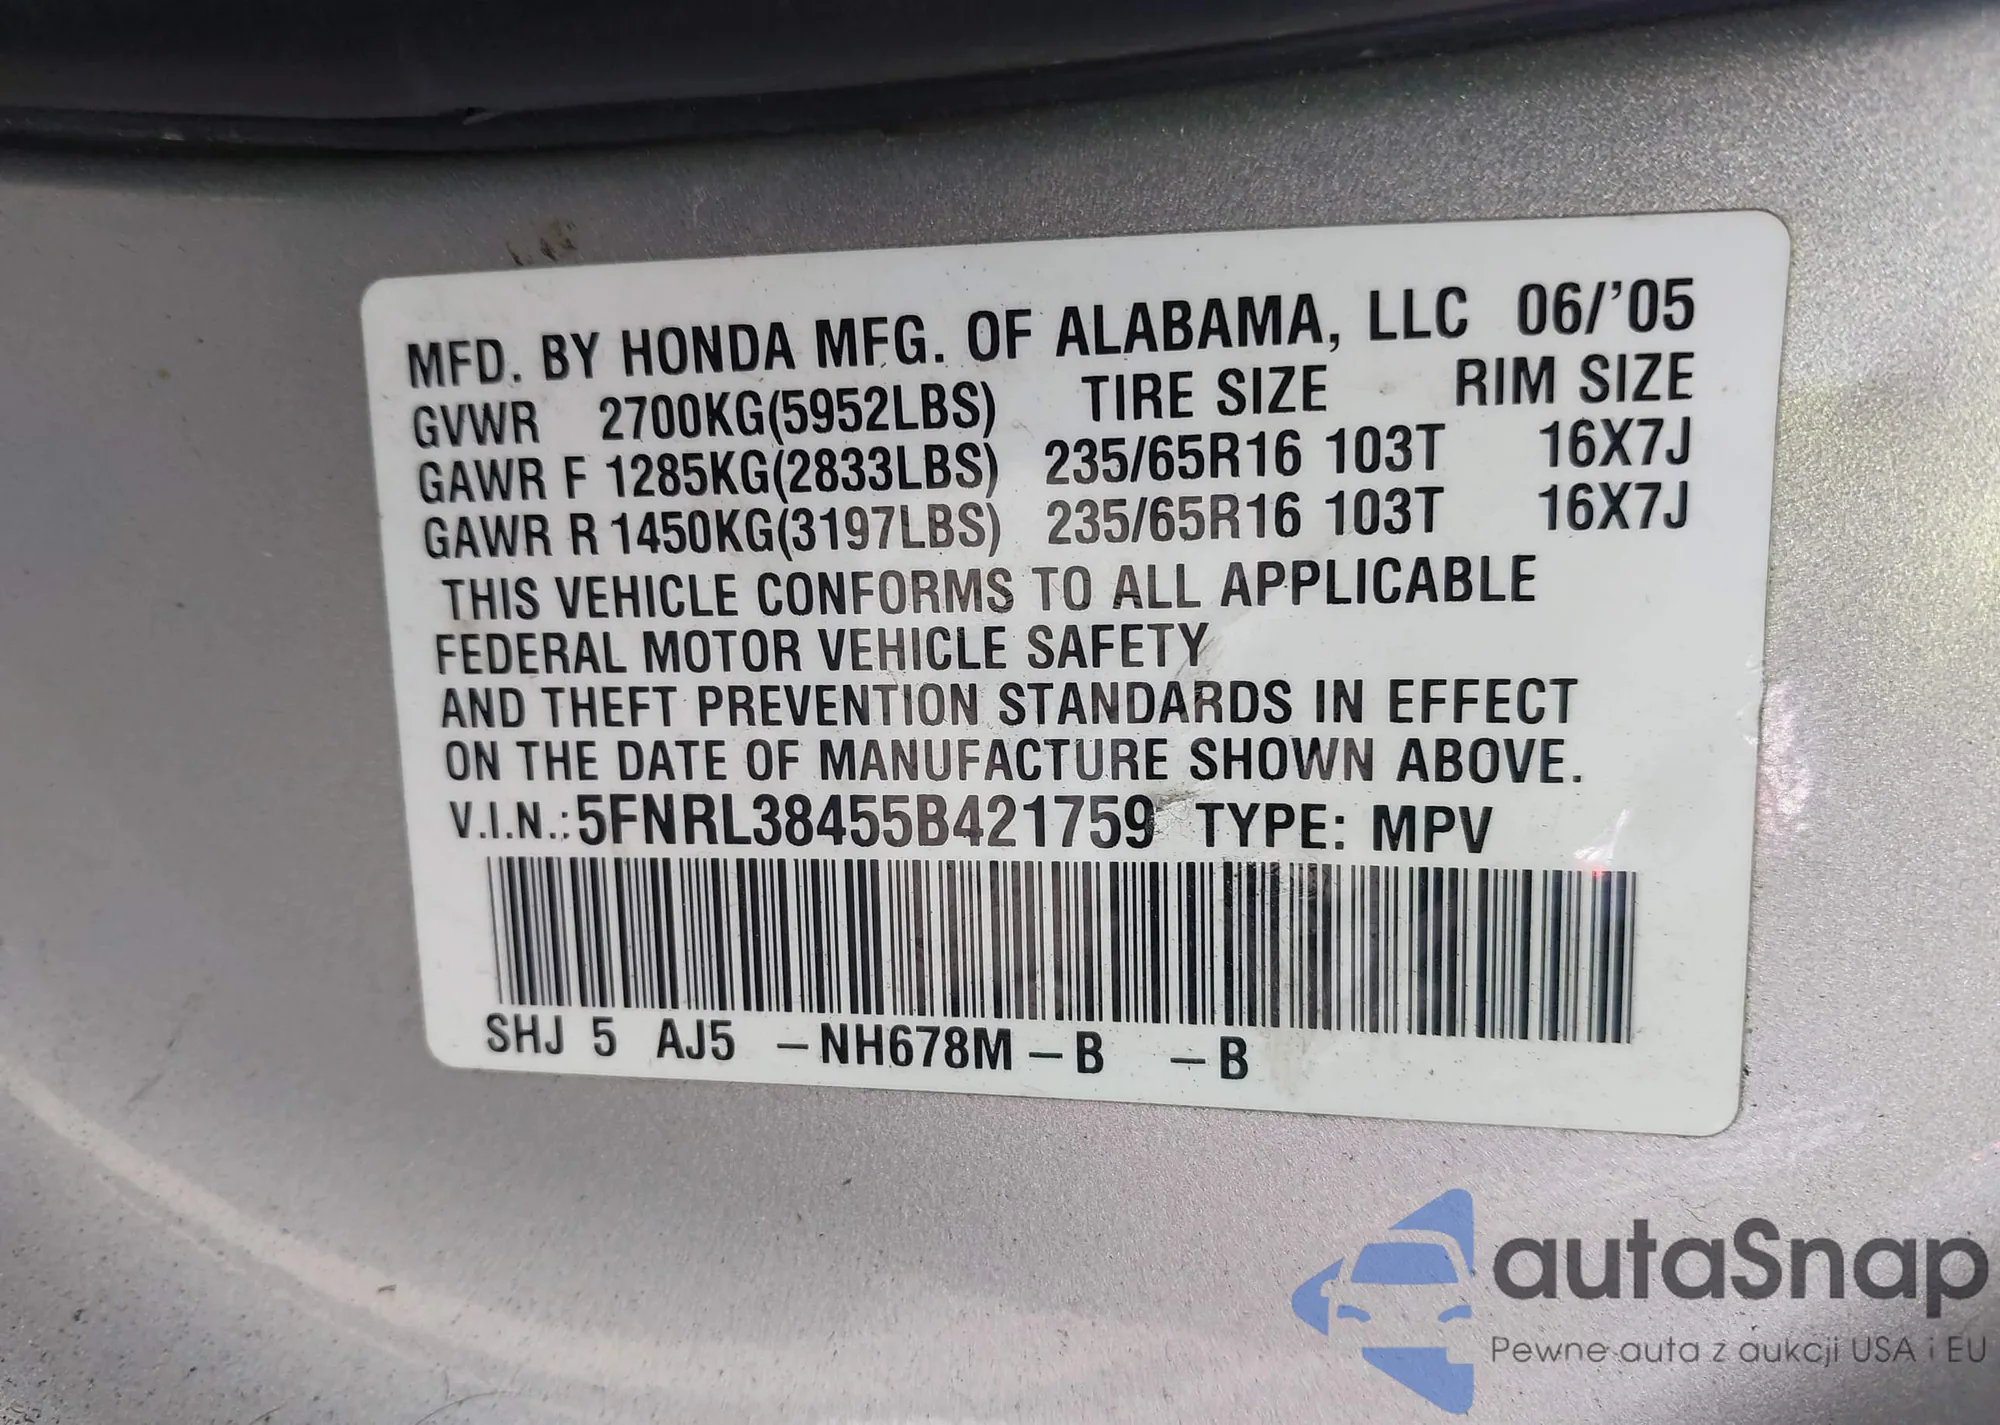 MFD. BY HONDA MFG. OF ALABAMA, LLC 06/'05
GVWR 2700KG(5952LBS) TIRE SIZE RIM SIZE
GAWR F 1285KG(2833LBS) 235/65R16 103T 16X7J
GAWR R 1450KG(3197LBS) 235/65R16 103T 16X7J
THIS VEHICLE CONFORMS TO ALL APPLICABLE
FEDERAL MOTOR VEHICLE SAFETY
AND THEFT PREVENTION STANDARDS IN EFFECT
ON THE DATE OF MANUFACTURE SHOWN ABOVE.
V.I.N.:5FNRL38455B421759 TYPE: MPV
SHJ 5 AJ5 –NH678M–B –B
autaSnap
Pewne auta z aukcji USA i EU